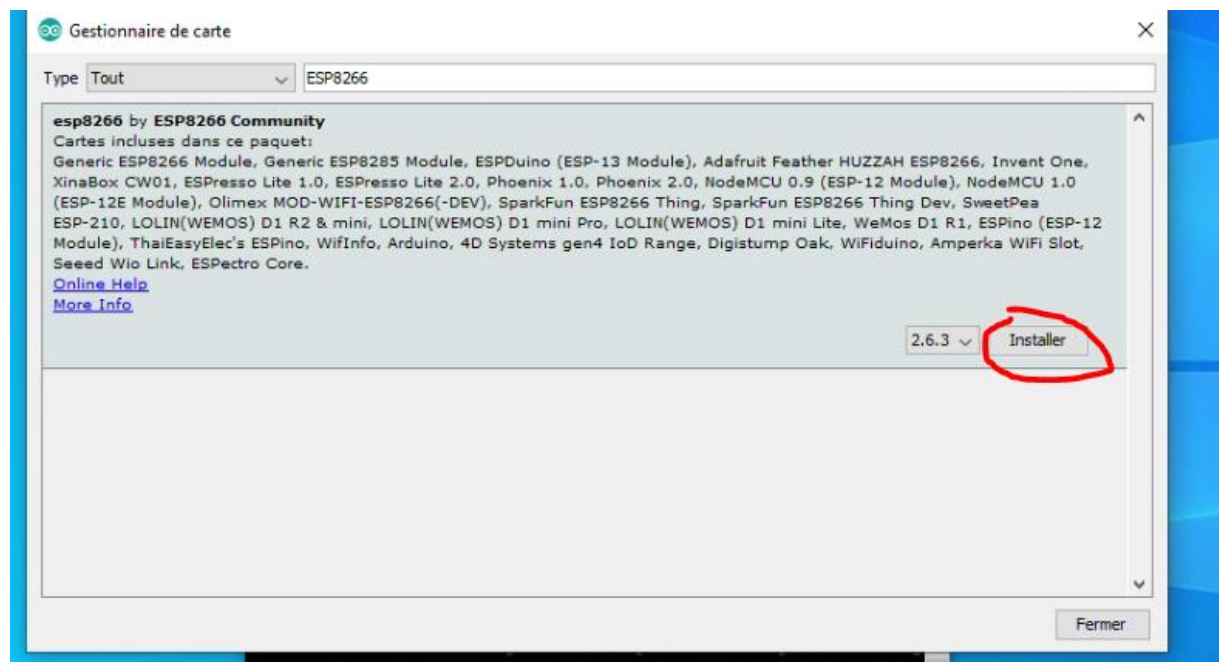 Gestionnaire de carte
Type Tout ESP8266
esp8266 by ESP8266 Community
Cartes incluses dans ce paquet:
Generic ESP8266 Module, Generic ESP8285 Module, ESPDuino (ESP-13 Module), Adafruit Feather HUZZAH ESP8266, Invent One,
XinaBox CW01, ESPresso Lite 1.0, ESPresso Lite 2.0, Phoenix 1.0, Phoenix 2.0, NodeMCU 0.9 (ESP-12 Module), NodeMCU 1.0
(ESP-12E Module), Olimex MOD-WIFI-ESP8266(-DEV), SparkFun ESP8266 Thing, SparkFun ESP8266 Thing Dev, SweetPea
ESP-210, LOLIN(WEMOS) D1 R2 & mini, LOLIN(WEMOS) D1 mini Pro, LOLIN(WEMOS) D1 mini Lite, WeMos D1 R1, ESPino (ESP-12
Module), ThaiEasyElec's ESPino, WifInfo, Arduino, 4D Systems gen4 IoD Range, Digistump Oak, WiFiduino, Amperka WiFi Slot,
Seeed Wio Link, ESPectro Core.
Online Help
More Info
2.6.3 Installer
Fermer